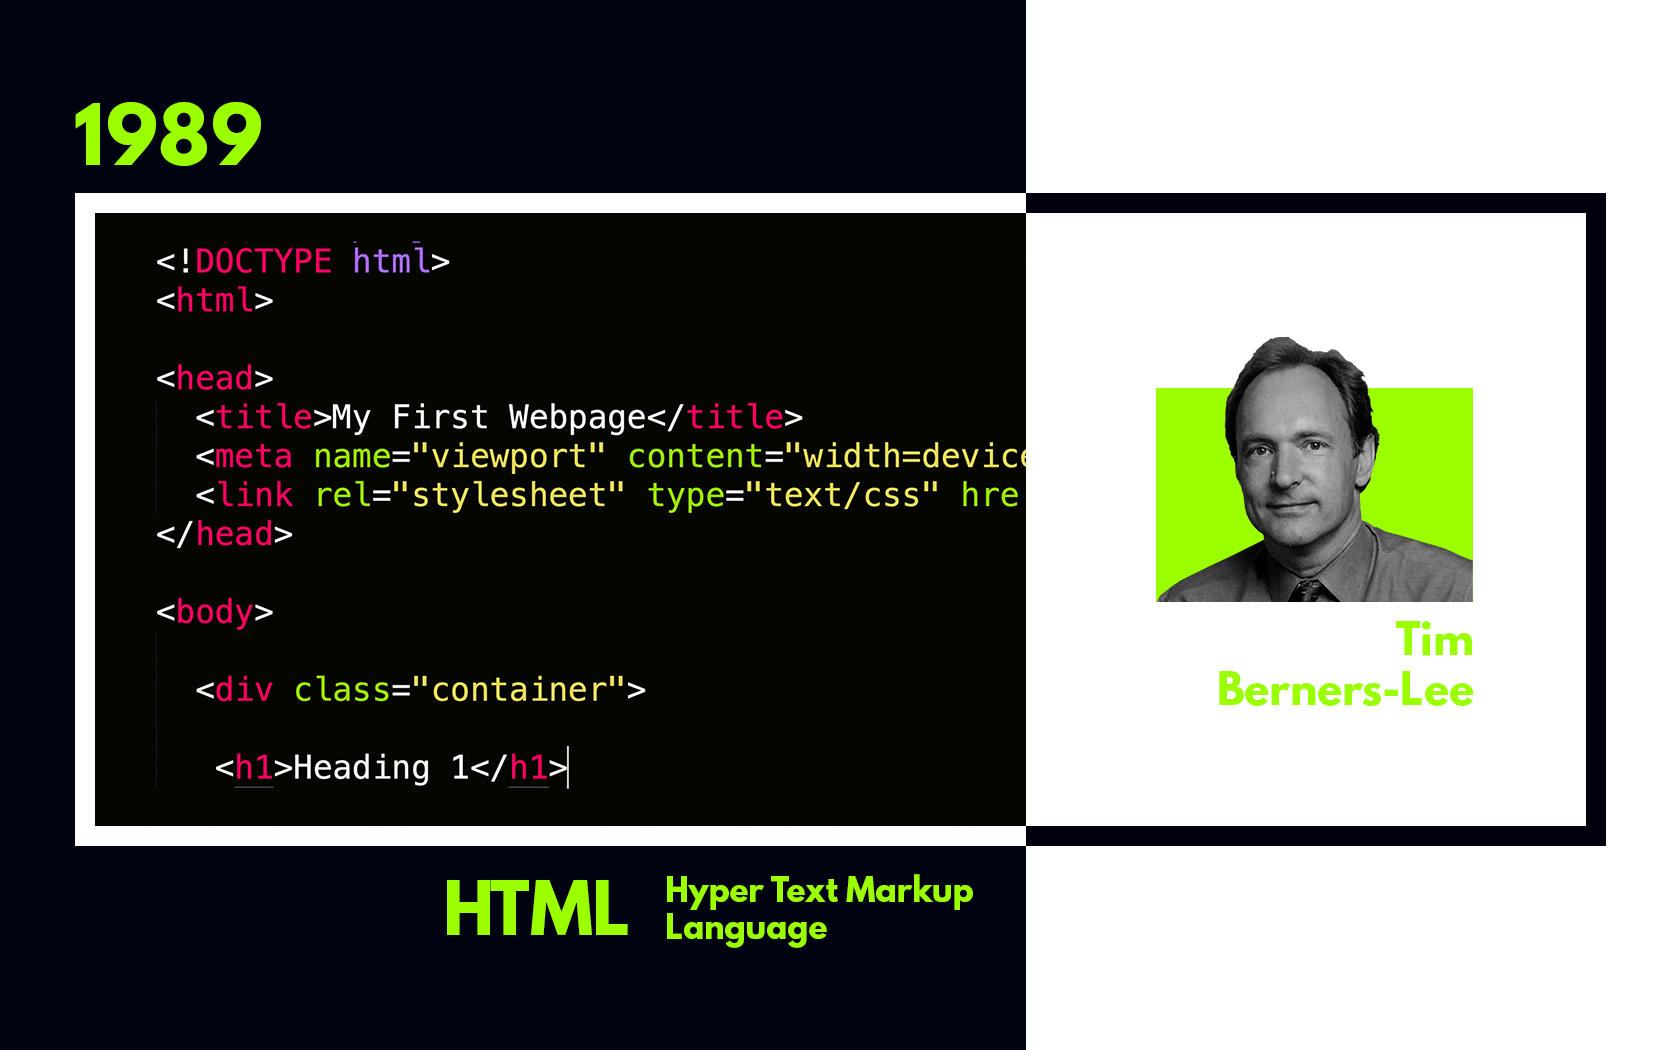 1989
<!DOCTYPE html>
<html>
<head>
<title>My First Webpage</title>
<meta name="viewport" content="width=device
<link rel="stylesheet" type="text/css" hre
</head>
<body>
<div class="container">
<h1>Heading 1</h1>
Tim
Berners-Lee
HTML
Hyper Text Markup
Language